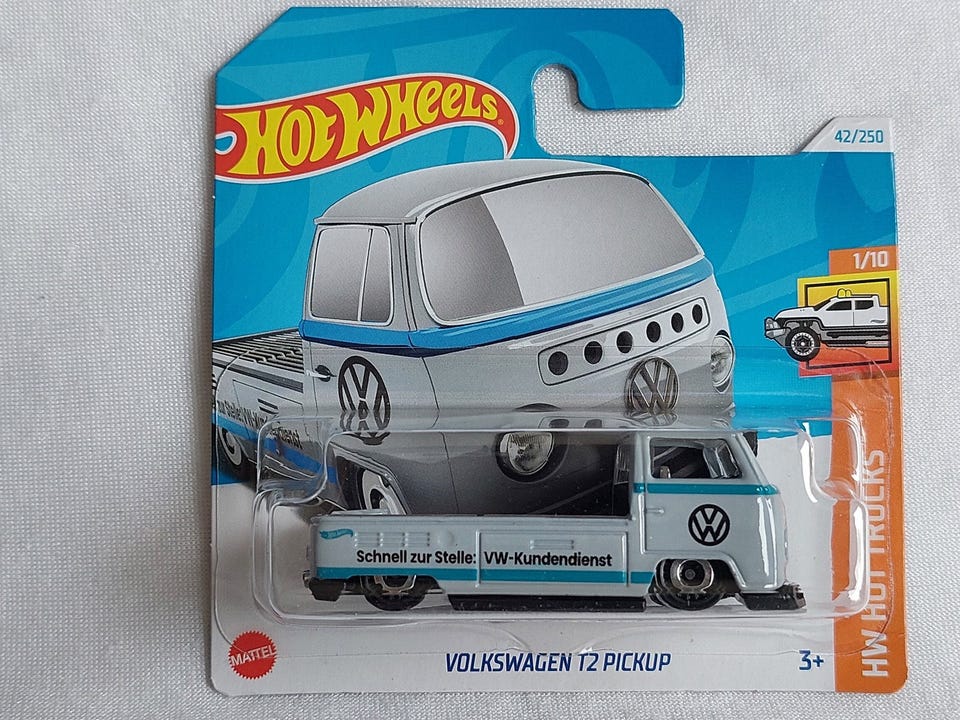 HOT WHEELS
42/250
1/10
HW HOT TRUCKS
Schnell zur Stelle: VW-Kundendienst
MATTEL
VOLKSWAGEN T2 PICKUP
3+